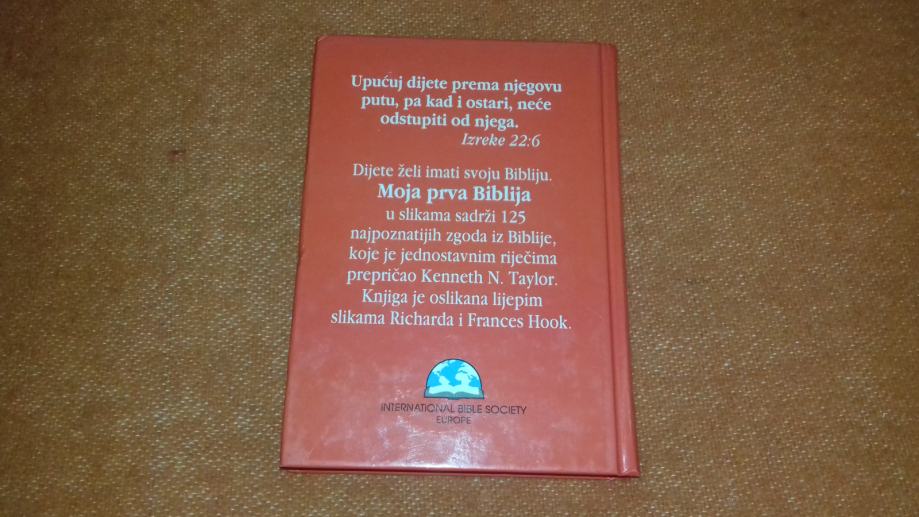 Upućuj dijete prema njegovu
putu, pa kad i ostari, neće
odstupiti od njega.
Izreke 22:6
Dijete želi imati svoju Bibliju.
Moja prva Biblija
u slikama sadrži 125
najpoznatijih zgoda iz Biblije,
koje je jednostavnim riječima
prepričao Kenneth N. Taylor.
Knjiga je oslikana lijepim
slikama Richarda i Frances Hook.
INTERNATIONAL BIBLE SOCIETY
EUROPE